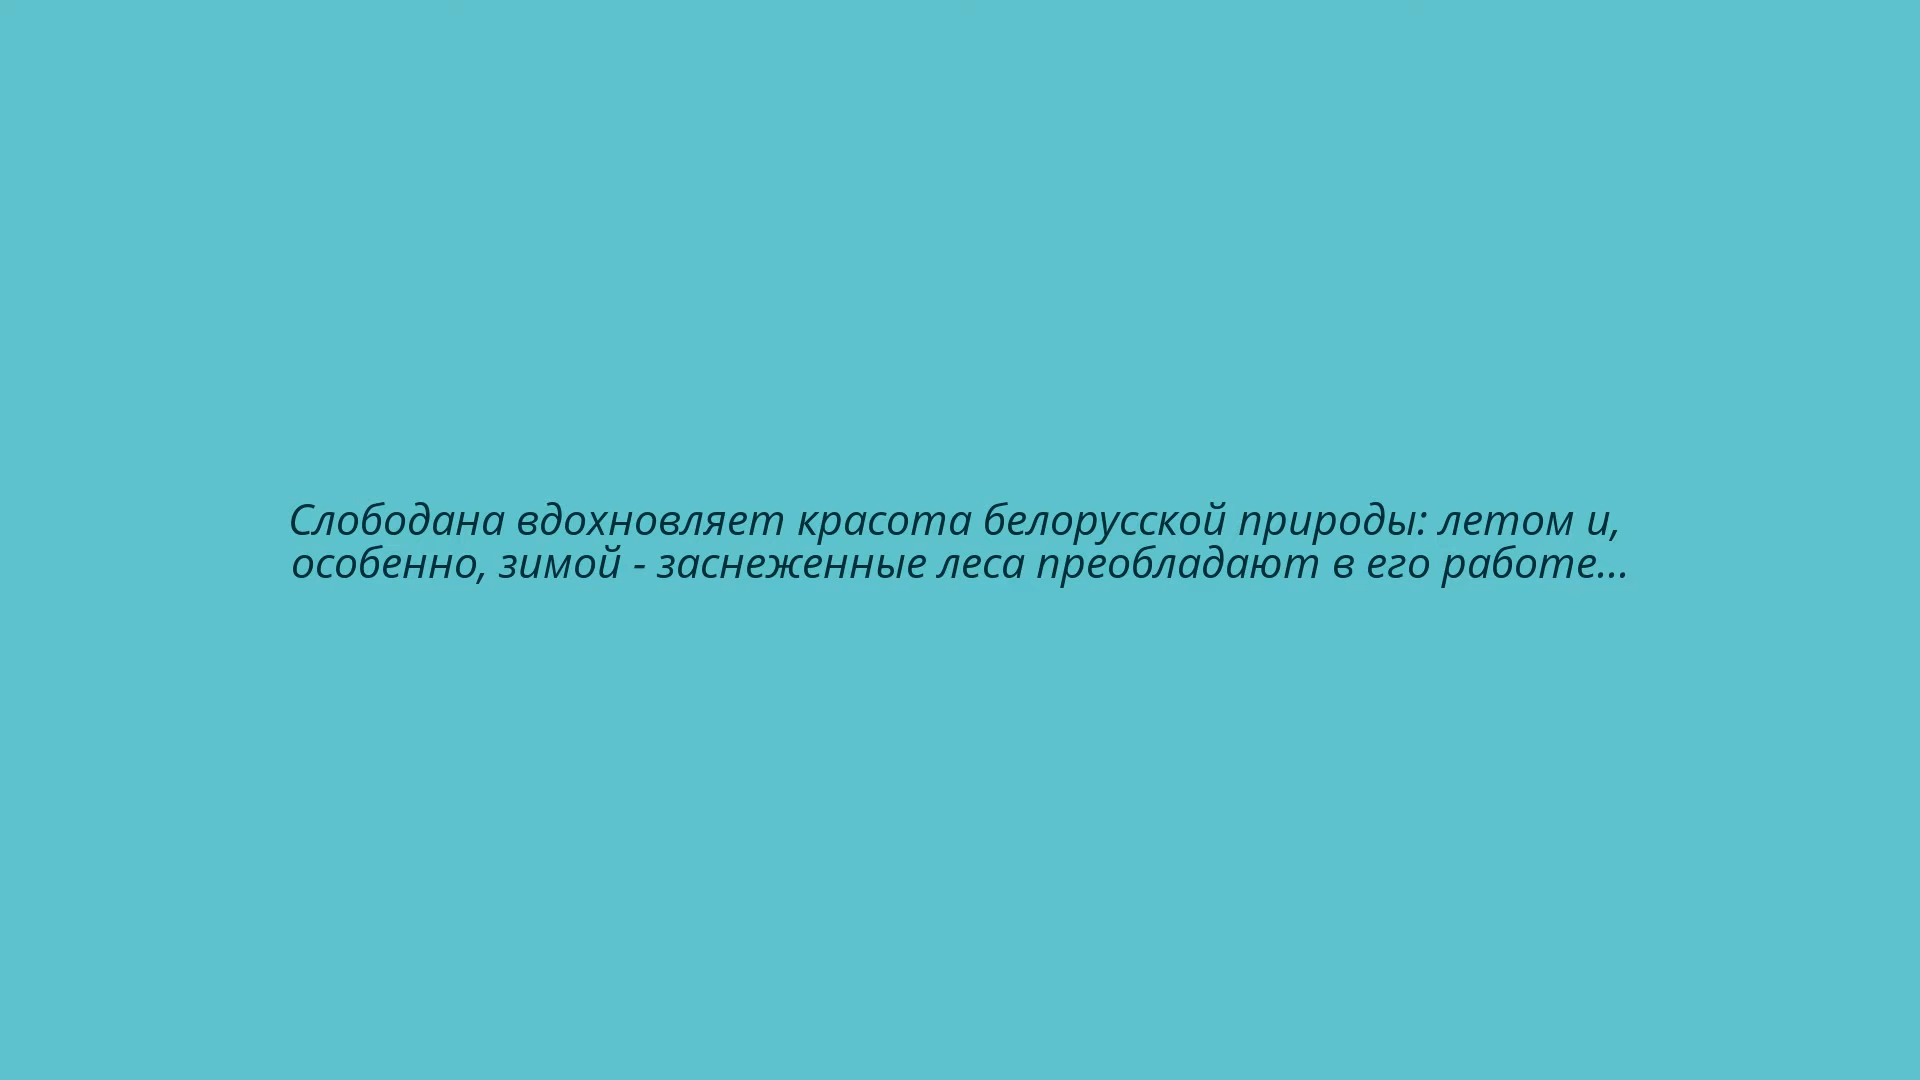 Слободана вдохновляет красота белорусской природы: летом и,
особенно, зимой - заснеженные леса преобладают в его работе...